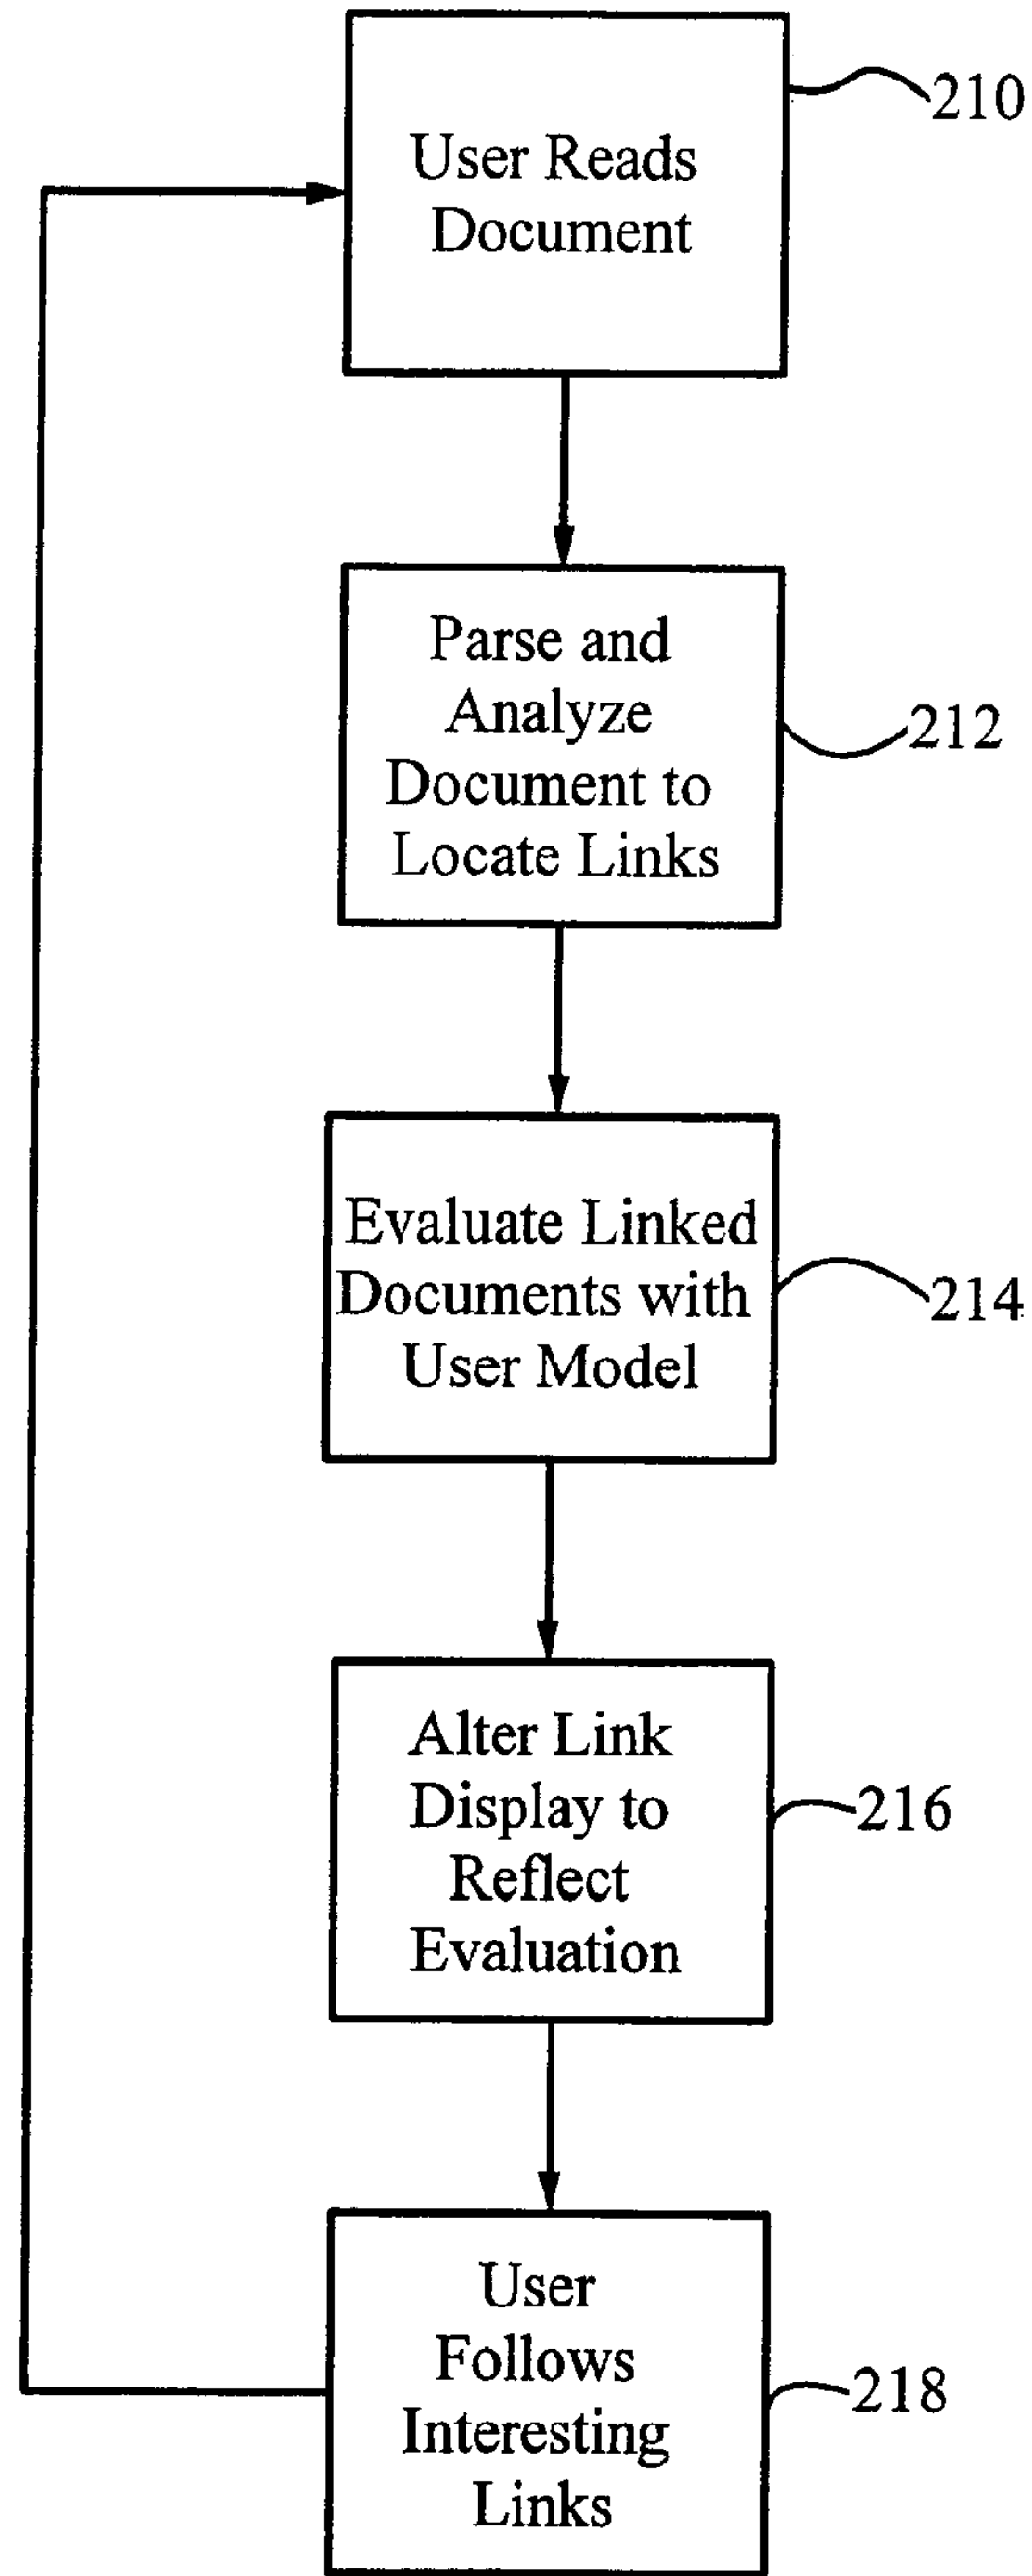 210
User Reads
Document
Parse and
Analyze
Document to
Locate Links
212
Evaluate Linked
Documents with
User Model
214
Alter Link
Display to
Reflect
Evaluation
216
User
Follows
Interesting
Links
218